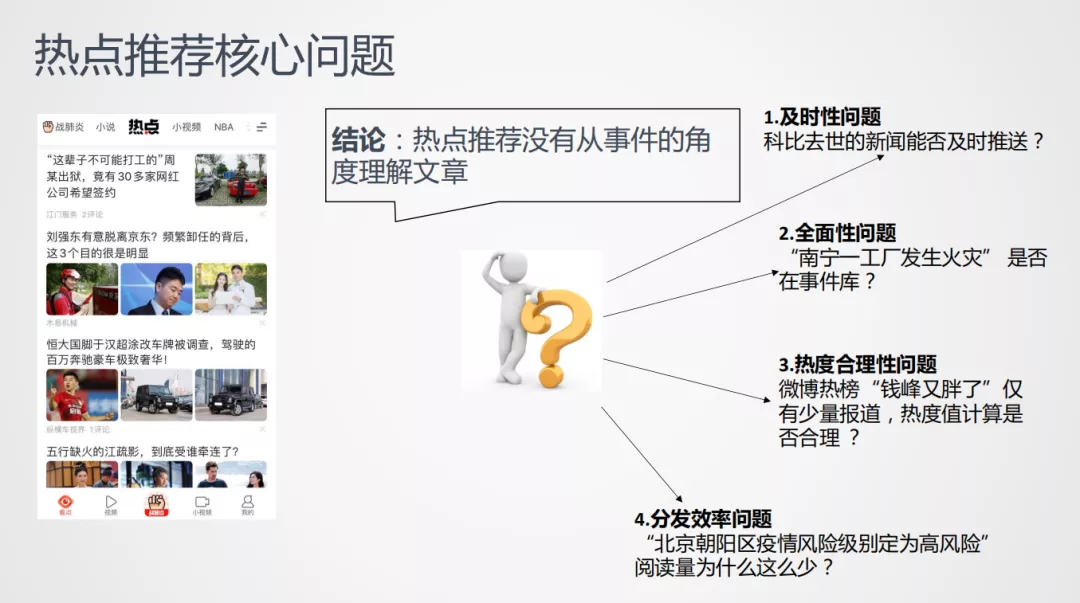 热点推荐核心问题
战肺炎 小说 热点 小视频 NBA
“这辈子不可能打工的”周
某出狱，竟有30多家网红
公司希望签约
江门服务 2评论
刘强东有意脱离京东？频繁卸任的背后，
这3个目的很是明显
木易机械
恒大国脚于汉超涂改车牌被调查，驾驶的
百万奔驰豪车极致奢华！
纵横车视界 1评论
五行缺火的江疏影，到底受谁牵连了？
看点 视频 战肺炎 小视频 我的
结论：热点推荐没有从事件的角
度理解文章
1.及时性问题
科比去世的新闻能否及时推送？
2.全面性问题
“南宁一工厂发生火灾” 是否
在事件库？
3.热度合理性问题
微博热榜“钱峰又胖了”仅
有少量报道，热度值计算是
否合理 ？
4.分发效率问题
“北京朝阳区疫情风险级别定为高风险”
阅读量为什么这么少？